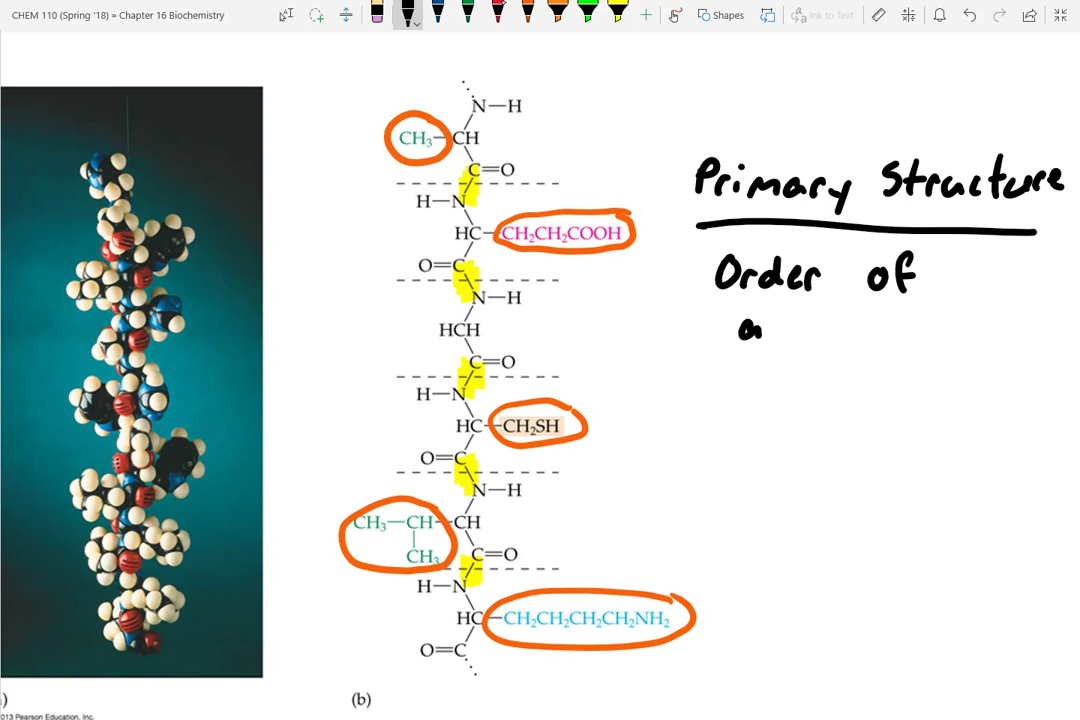 CHEM 110 (Spring '18) » Chapter 16 Biochemistry
Shapes
Ink to Text
N—H
CH₃—CH
C=O
H—N
HC—CH₂CH₂COOH
O=C
N—H
HCH
C=O
H—N
HC—CH₂SH
O=C
N—H
CH₃—CH—CH
CH₃
C=O
H—N
HC—CH₂CH₂CH₂CH₂NH₂
O=C
(b)
Primary Structure
Order of
a
)
013 Pearson Education, Inc.